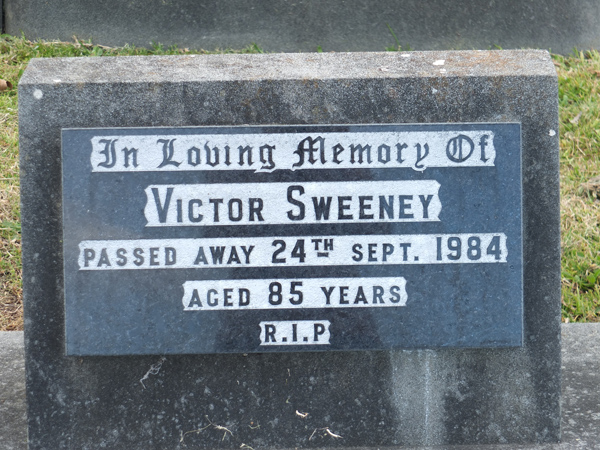 In Loving Memory Of
VICTOR SWEENEY
PASSED AWAY 24TH SEPT. 1984
AGED 85 YEARS
R.I.P